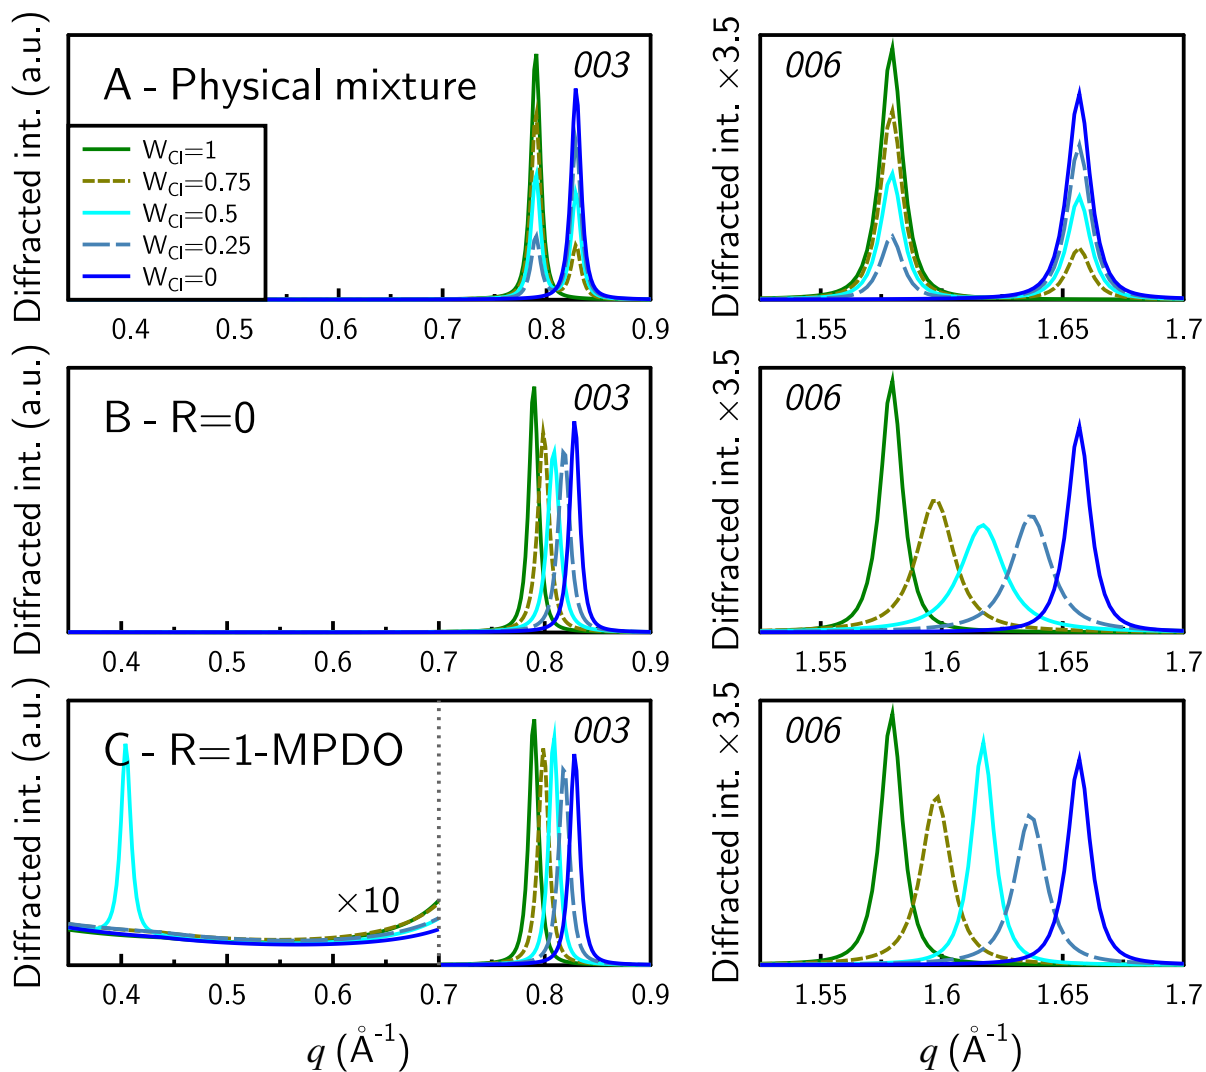 Diffracted int. (a.u.)
A - Physical mixture
003
W_Cl=1
W_Cl=0.75
W_Cl=0.5
W_Cl=0.25
W_Cl=0
0.4 0.5 0.6 0.7 0.8 0.9
Diffracted int. ×3.5
006
1.55 1.6 1.65 1.7
Diffracted int. (a.u.)
B - R=0
003
0.4 0.5 0.6 0.7 0.8 0.9
Diffracted int. ×3.5
006
1.55 1.6 1.65 1.7
Diffracted int. (a.u.)
C - R=1-MPDO
003
×10
0.4 0.5 0.6 0.7 0.8 0.9
q (Å⁻¹)
Diffracted int. ×3.5
006
1.55 1.6 1.65 1.7
q (Å⁻¹)